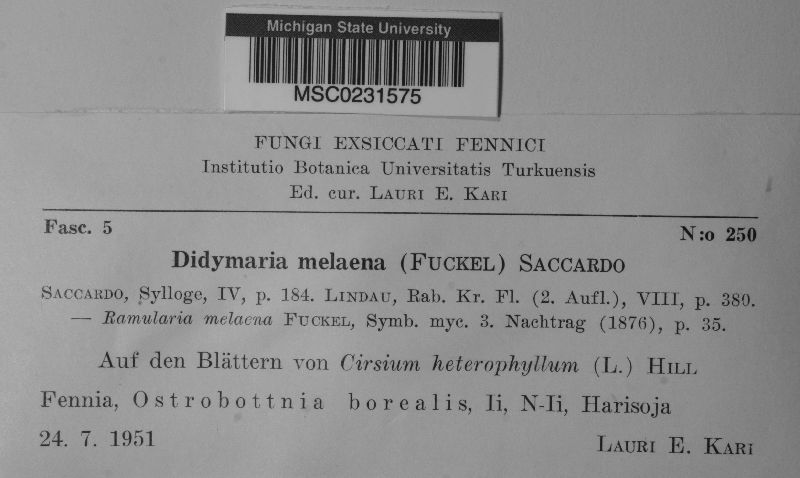 Michigan State University
MSC0231575
FUNGI EXSICCATI FENNICI
Institutio Botanica Universitatis Turkuensis
Ed. cur. LAURI E. KARI
Fasc. 5 N:o 250
Didymaria melaena (FUCKEL) SACCARDO
SACCARDO, Sylloge, IV, p. 184. LINDAU, Rab. Kr. Fl. (2. Aufl.), VIII, p. 380.
— Ramularia melaena FUCKEL, Symb. myc. 3. Nachtrag (1876), p. 35.
Auf den Blättern von Cirsium heterophyllum (L.) HILL
Fennia, Ostrobottnia borealis, Ii, N-Ii, Harisoja
24. 7. 1951 LAURI E. KARI